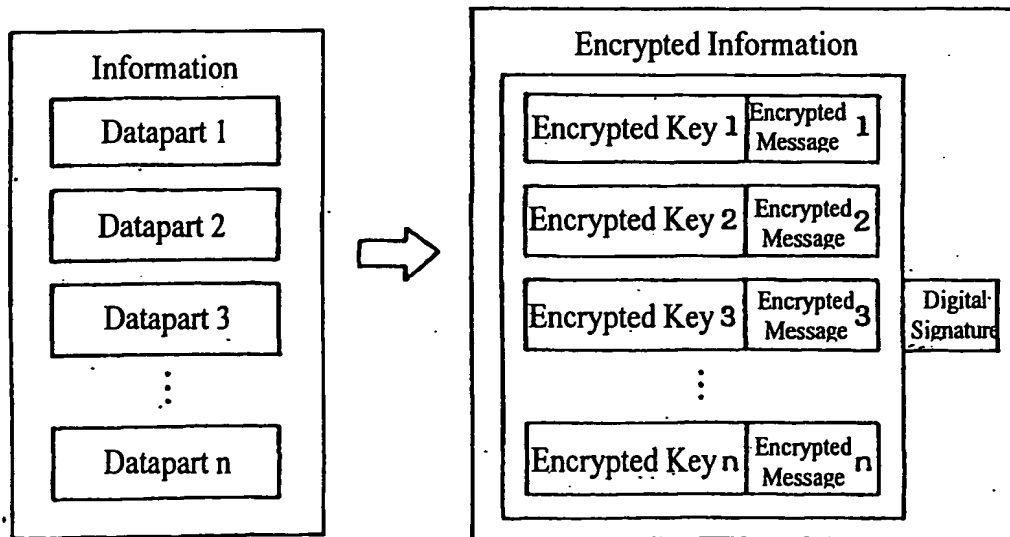 Information
Datapart 1
Datapart 2
Datapart 3
Datapart n
Encrypted Information
Encrypted Key 1
Encrypted
Message 1
Encrypted Key 2
Encrypted
Message 2
Encrypted Key 3
Encrypted
Message 3
Digital
Signature
Encrypted Key n
Encrypted
Message n